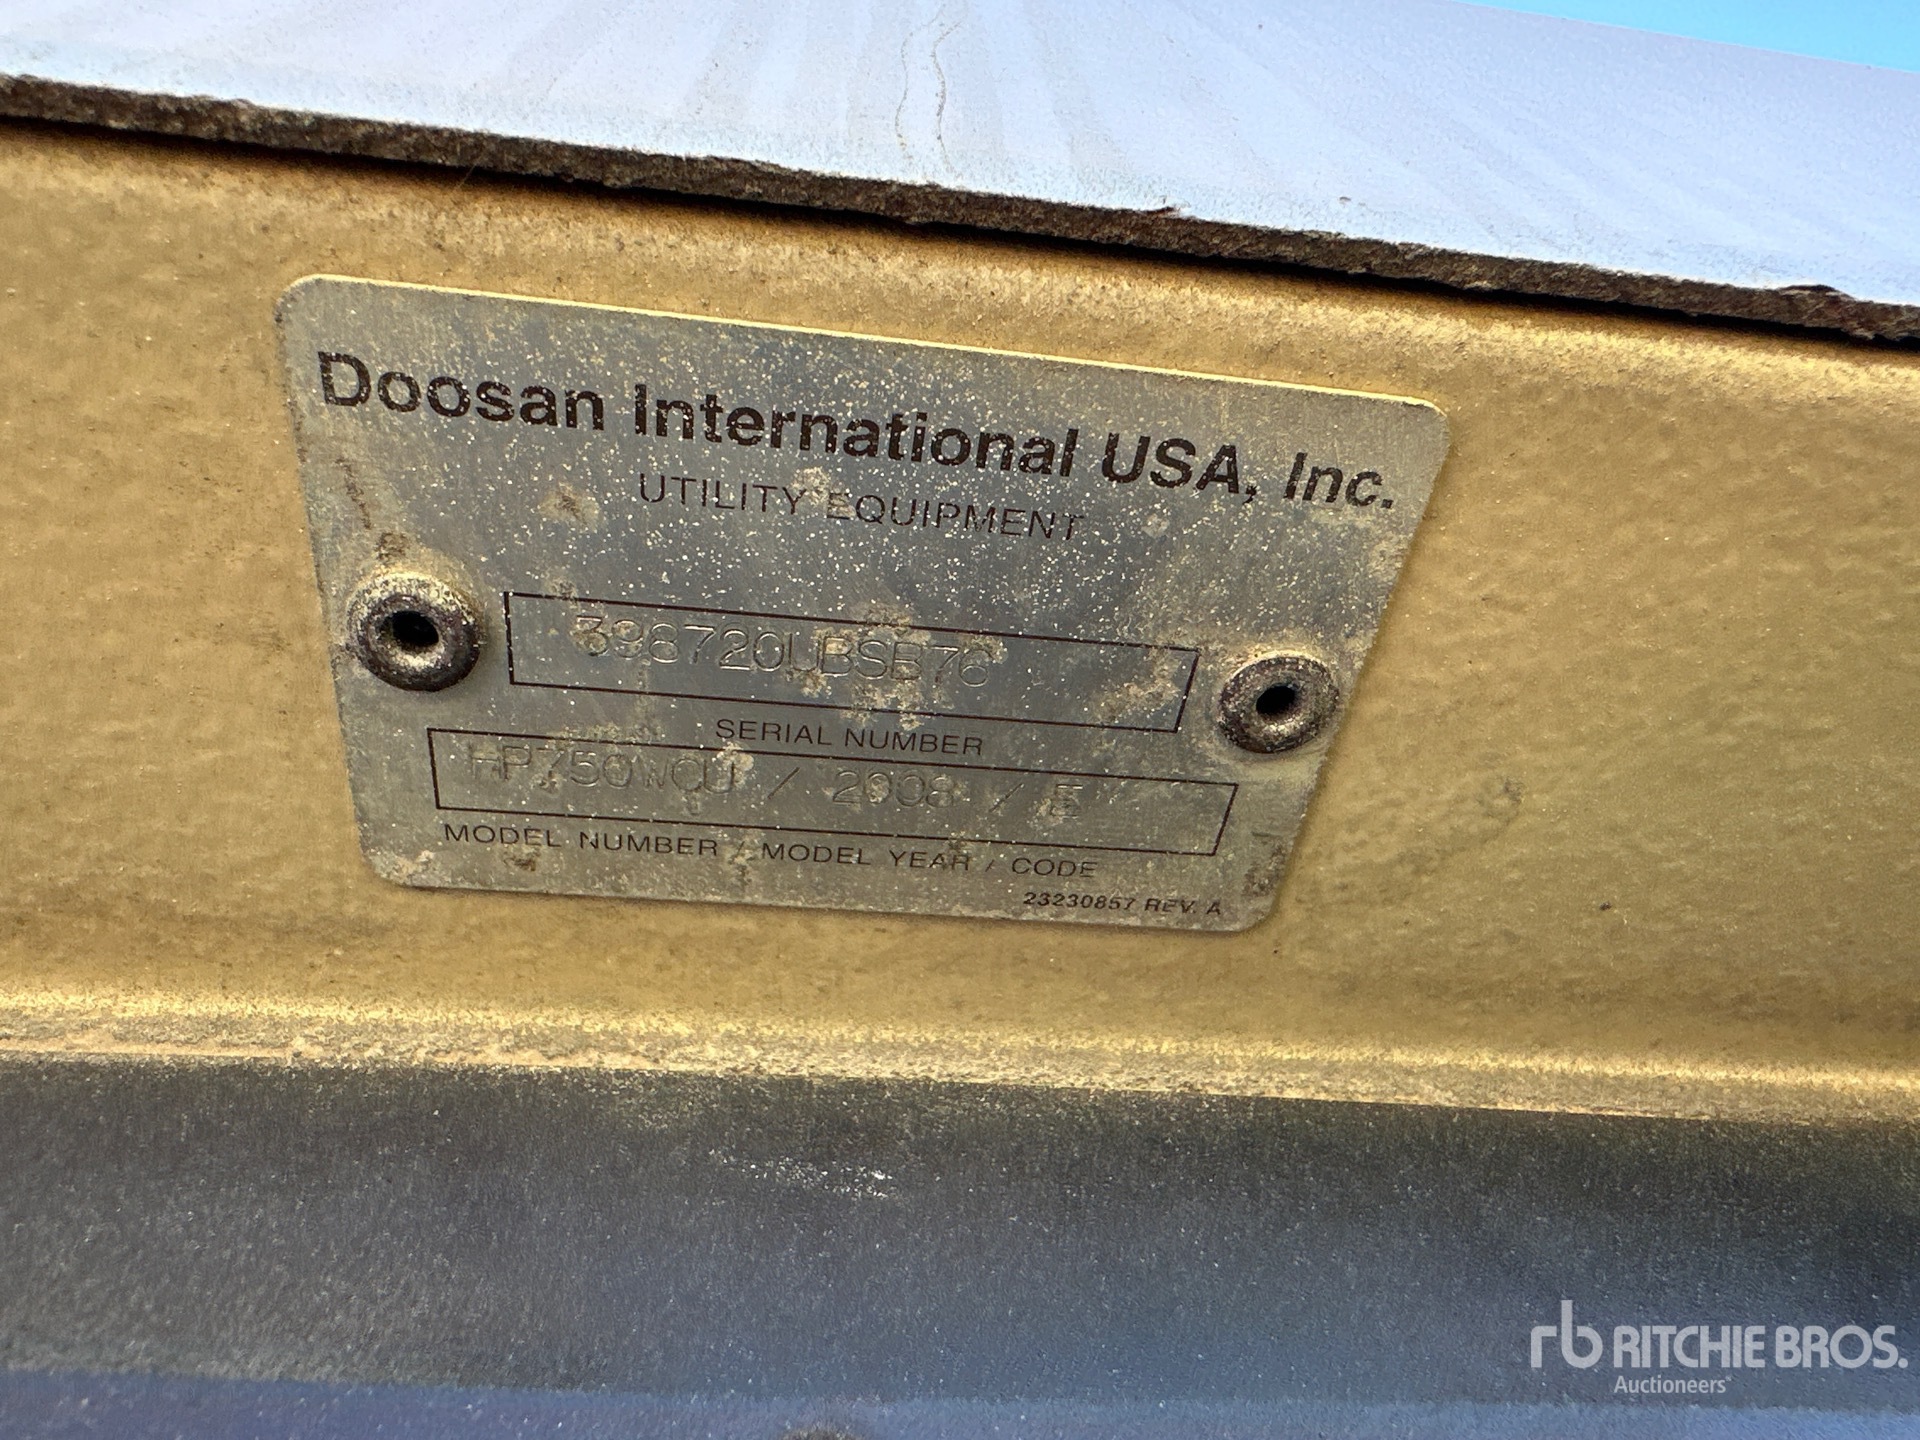 Doosan International USA, Inc.
UTILITY EQUIPMENT
398720UBSB76
SERIAL NUMBER
HP750WCU / 2008 / E
MODEL NUMBER / MODEL YEAR / CODE
23230857 REV. A
rb RITCHIE BROS.
Auctioneers